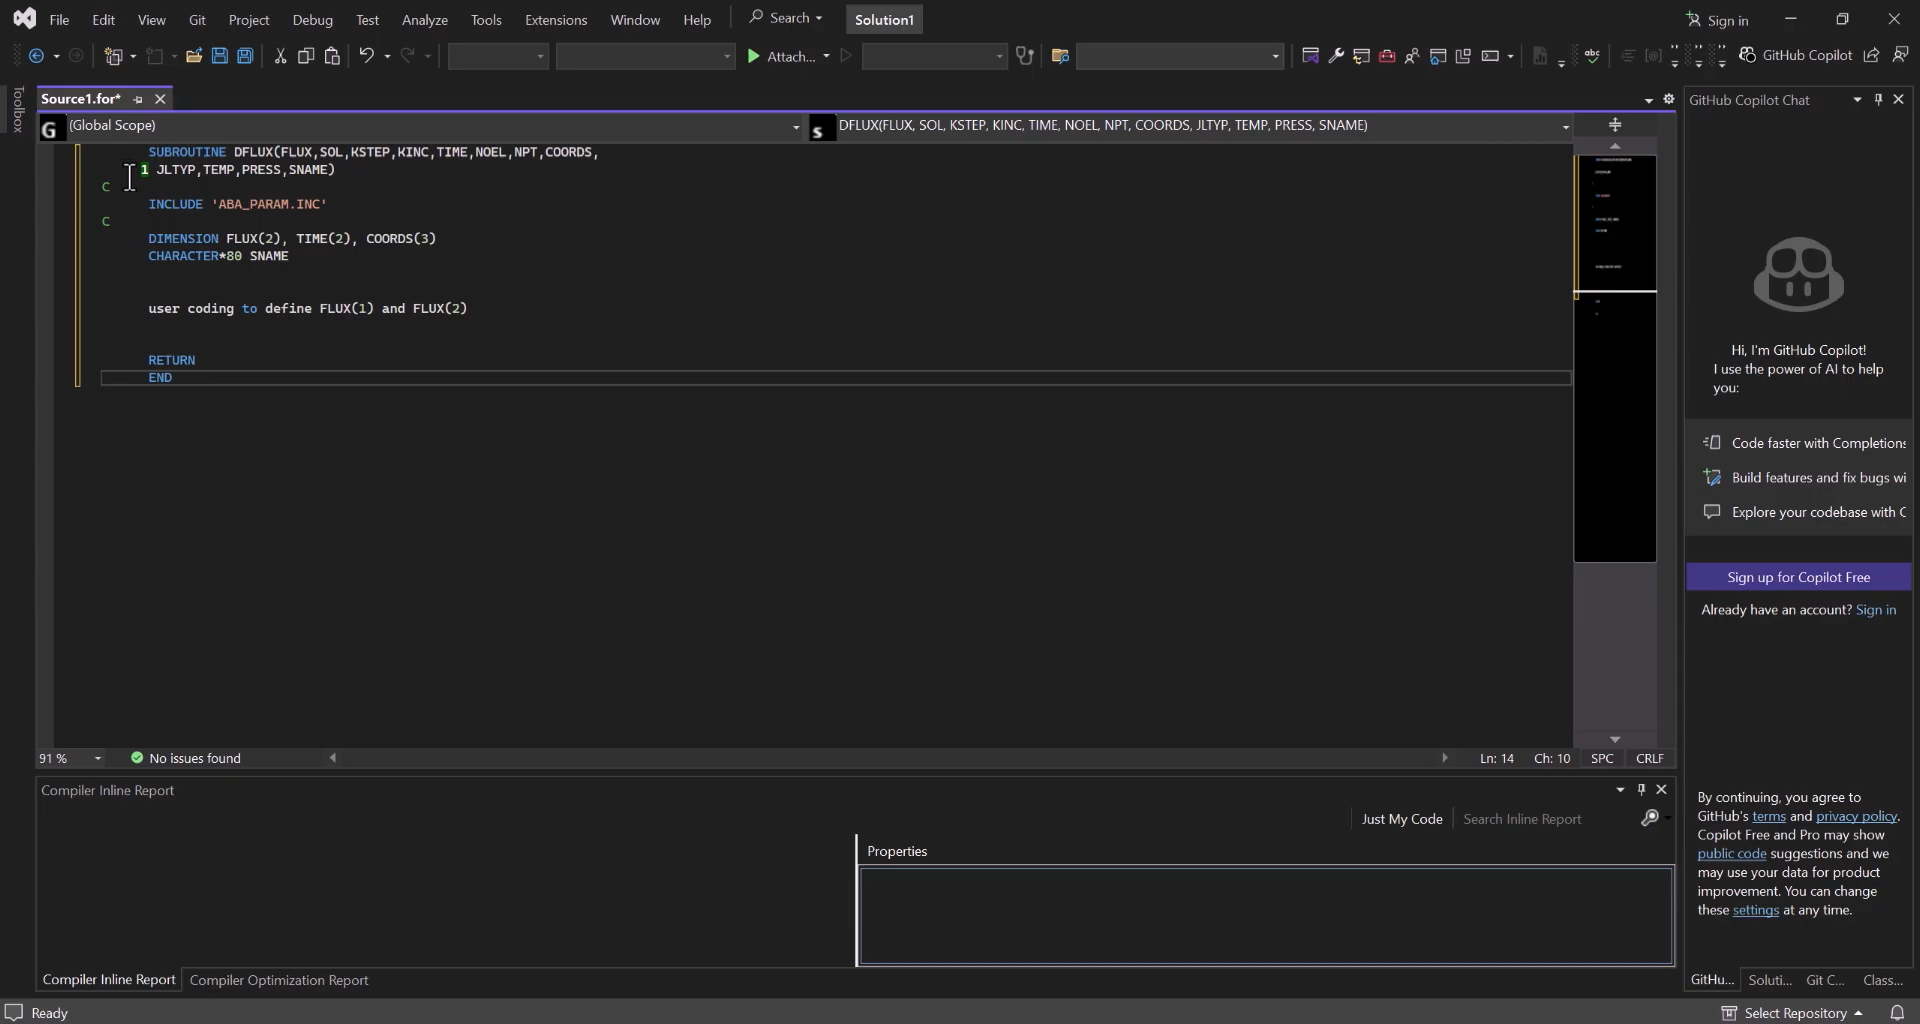 File Edit View Git Project Debug Test Analyze Tools Extensions Window Help Search Solution1 Sign in
Attach... abc GitHub Copilot
Toolbox
Source1.for*
GitHub Copilot Chat
G (Global Scope) s DFLUX(FLUX, SOL, KSTEP, KINC, TIME, NOEL, NPT, COORDS, JLTYP, TEMP, PRESS, SNAME)
SUBROUTINE DFLUX(FLUX,SOL,KSTEP,KINC,TIME,NOEL,NPT,COORDS,
1 JLTYP,TEMP,PRESS,SNAME)
C
INCLUDE 'ABA_PARAM.INC'
C
DIMENSION FLUX(2), TIME(2), COORDS(3)
CHARACTER*80 SNAME
user coding to define FLUX(1) and FLUX(2)
RETURN
END
Hi, I'm GitHub Copilot!
I use the power of AI to help
you:
Code faster with Completions
Build features and fix bugs wi
Explore your codebase with C
Sign up for Copilot Free
Already have an account? Sign in
By continuing, you agree to
GitHub's terms and privacy policy.
Copilot Free and Pro may show
public code suggestions and we
may use your data for product
improvement. You can change
these settings at any time.
91 % No issues found Ln: 14 Ch: 10 SPC CRLF
Compiler Inline Report
Just My Code Search Inline Report
Properties
Compiler Inline Report Compiler Optimization Report
GitHu... Soluti... Git C... Class...
Ready Select Repository